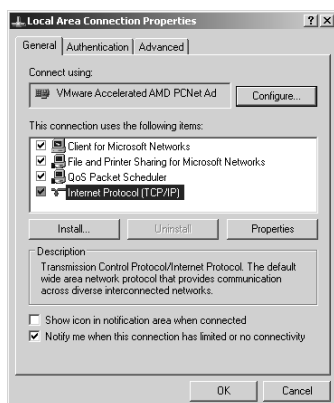 Local Area Connection Properties
General Authentication Advanced
Connect using:
VMware Accelerated AMD PCNet Ad Configure...
This connection uses the following items:
Client for Microsoft Networks
File and Printer Sharing for Microsoft Networks
QoS Packet Scheduler
Internet Protocol (TCP/IP)
Install... Uninstall Properties
Description
Transmission Control Protocol/Internet Protocol. The default
wide area network protocol that provides communication
across diverse interconnected networks.
Show icon in notification area when connected
Notify me when this connection has limited or no connectivity
OK Cancel